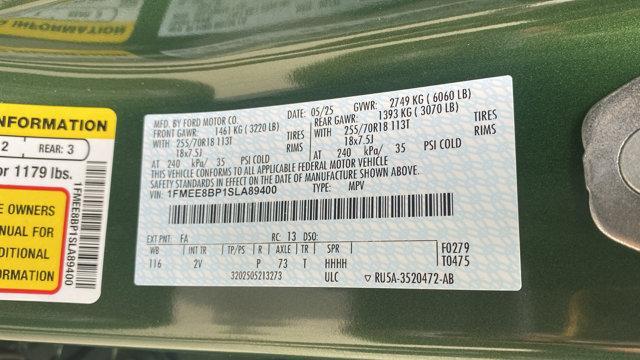 INFORMATION
2 REAR: 3
or 1179 lbs.
E OWNERS
NUAL FOR
DDITIONAL
ORMATION
1FMEE8BP1SLA89400
MFD. BY FORD MOTOR CO.
DATE: 05/25 GVWR: 2749 KG ( 6060 LB)
FRONT GAWR: 1461 KG ( 3220 LB) REAR GAWR: 1393 KG ( 3070 LB)
WITH 255/70R18 113T TIRES WITH 255/70R18 113T TIRES
18x7.5J RIMS 18x7.5J RIMS
AT 240 kPa/ 35 PSI COLD AT 240 kPa/ 35 PSI COLD
THIS VEHICLE CONFORMS TO ALL APPLICABLE FEDERAL MOTOR VEHICLE
SAFETY STANDARDS IN EFFECT ON THE DATE OF MANUFACTURE SHOWN ABOVE.
VIN: 1FMEE8BP1SLA89400 TYPE: MPV
EXT PNT: FA RC: 13 DSO:
WB INT TR TP/PS R AXLE TR SPR F0279
116 2V P 73 T HHHH T0475
3202505213273 ULC RU5A-3520472-AB